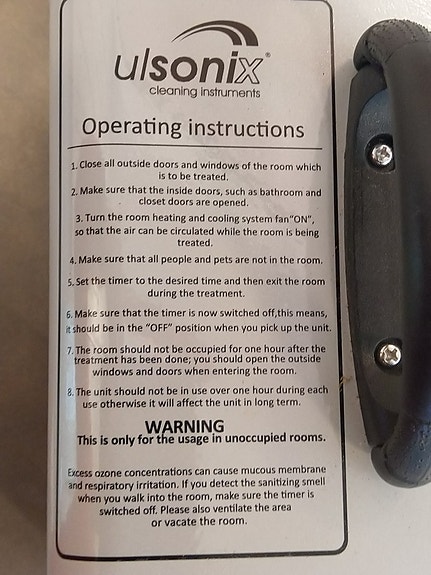 ulsonix®
cleaning instruments
Operating instructions
1. Close all outside doors and windows of the room which
is to be treated.
2. Make sure that the inside doors, such as bathroom and
closet doors are opened.
3. Turn the room heating and cooling system fan"ON",
so that the air can be circulated while the room is being
treated.
4. Make sure that all people and pets are not in the room.
5. Set the timer to the desired time and then exit the room
during the treatment.
6. Make sure that the timer is now switched off,this means,
it should be in the "OFF" position when you pick up the unit.
7. The room should not be occupied for one hour after the
treatment has been done; you should open the outside
windows and doors when entering the room.
8. The unit should not be in use over one hour during each
use otherwise it will affect the unit in long term.
WARNING
This is only for the usage in unoccupied rooms.
Excess ozone concentrations can cause mucous membrane
and respiratory irritation. If you detect the sanitizing smell
when you walk into the room, make sure the timer is
switched off. Please also ventilate the area
or vacate the room.